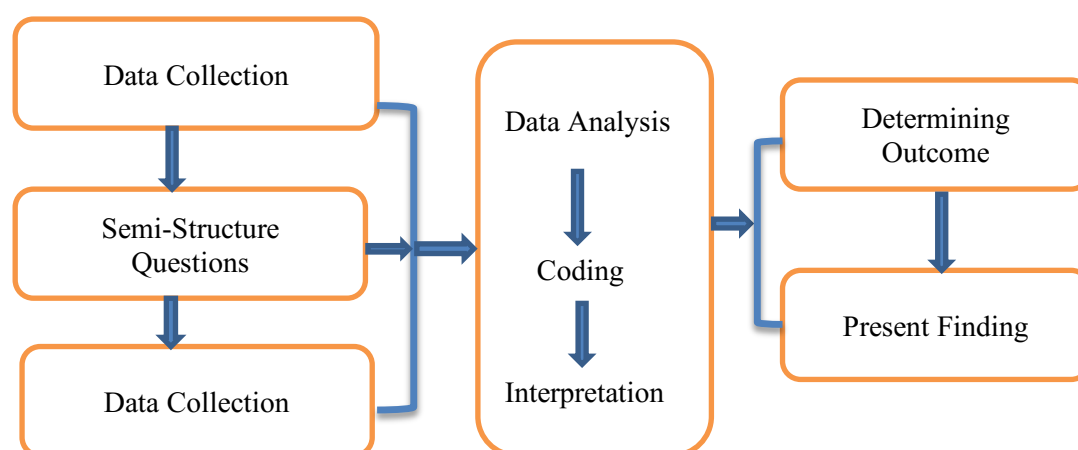 Data Collection
Semi-Structure
Questions
Data Collection
Data Analysis
Coding
Interpretation
Determining
Outcome
Present Finding